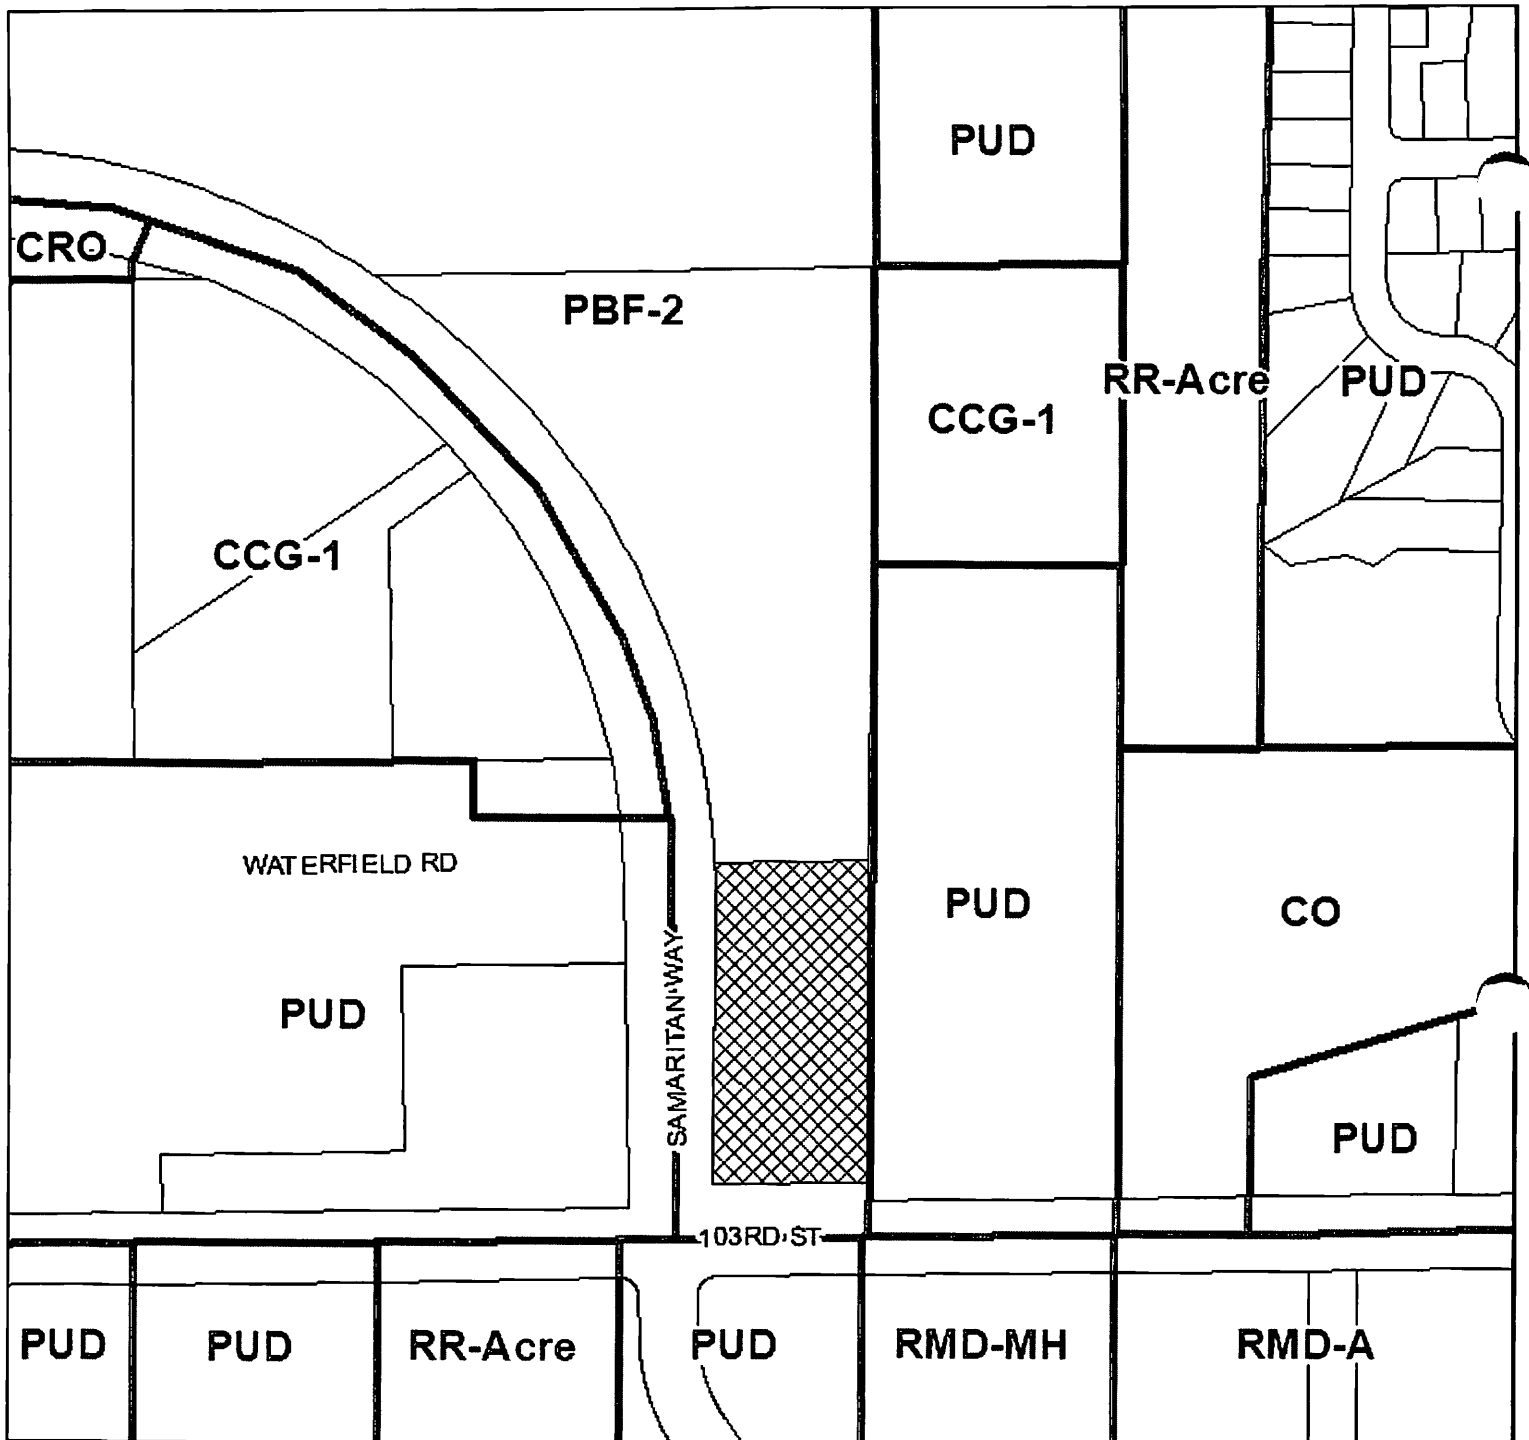 PUD
CRO
PBF-2
RR-Acre
PUD
CCG-1
CCG-1
WATERFIELD RD
PUD
CO
PUD
SAMARITAN WAY
PUD
103RD ST
PUD
PUD
RR-Acre
PUD
RMD-MH
RMD-A